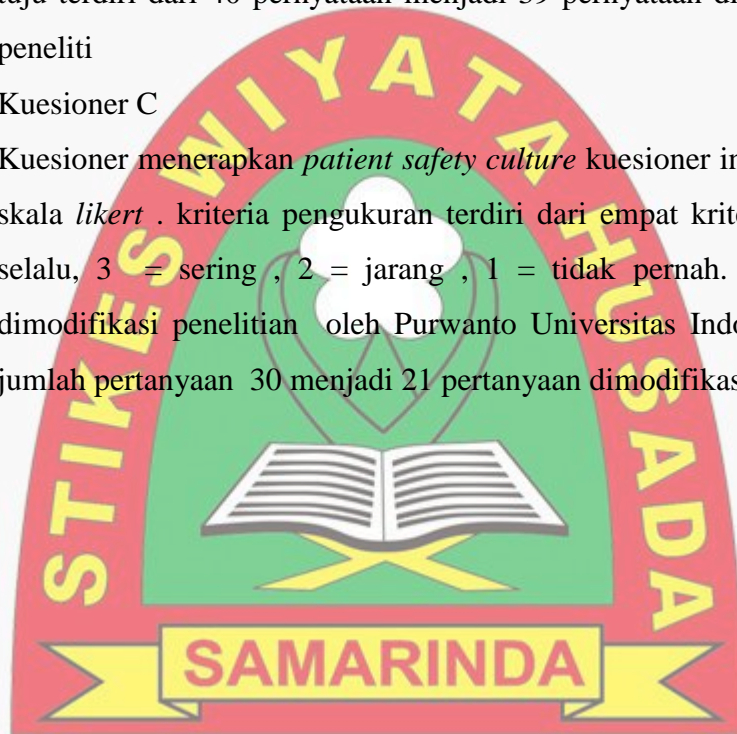 tuju terdiri dari 40 pernyataan menjadi 39 pernyataan di
peneliti
Kuesioner C
Kuesioner menerapkan patient safety culture kuesioner in
skala likert . kriteria pengukuran terdiri dari empat krite
selalu, 3 = sering , 2 = jarang , 1 = tidak pernah.
dimodifikasi penelitian oleh Purwanto Universitas Indo
jumlah pertanyaan 30 menjadi 21 pertanyaan dimodifikas
STIKES WIYATA HUSADA
SAMARINDA